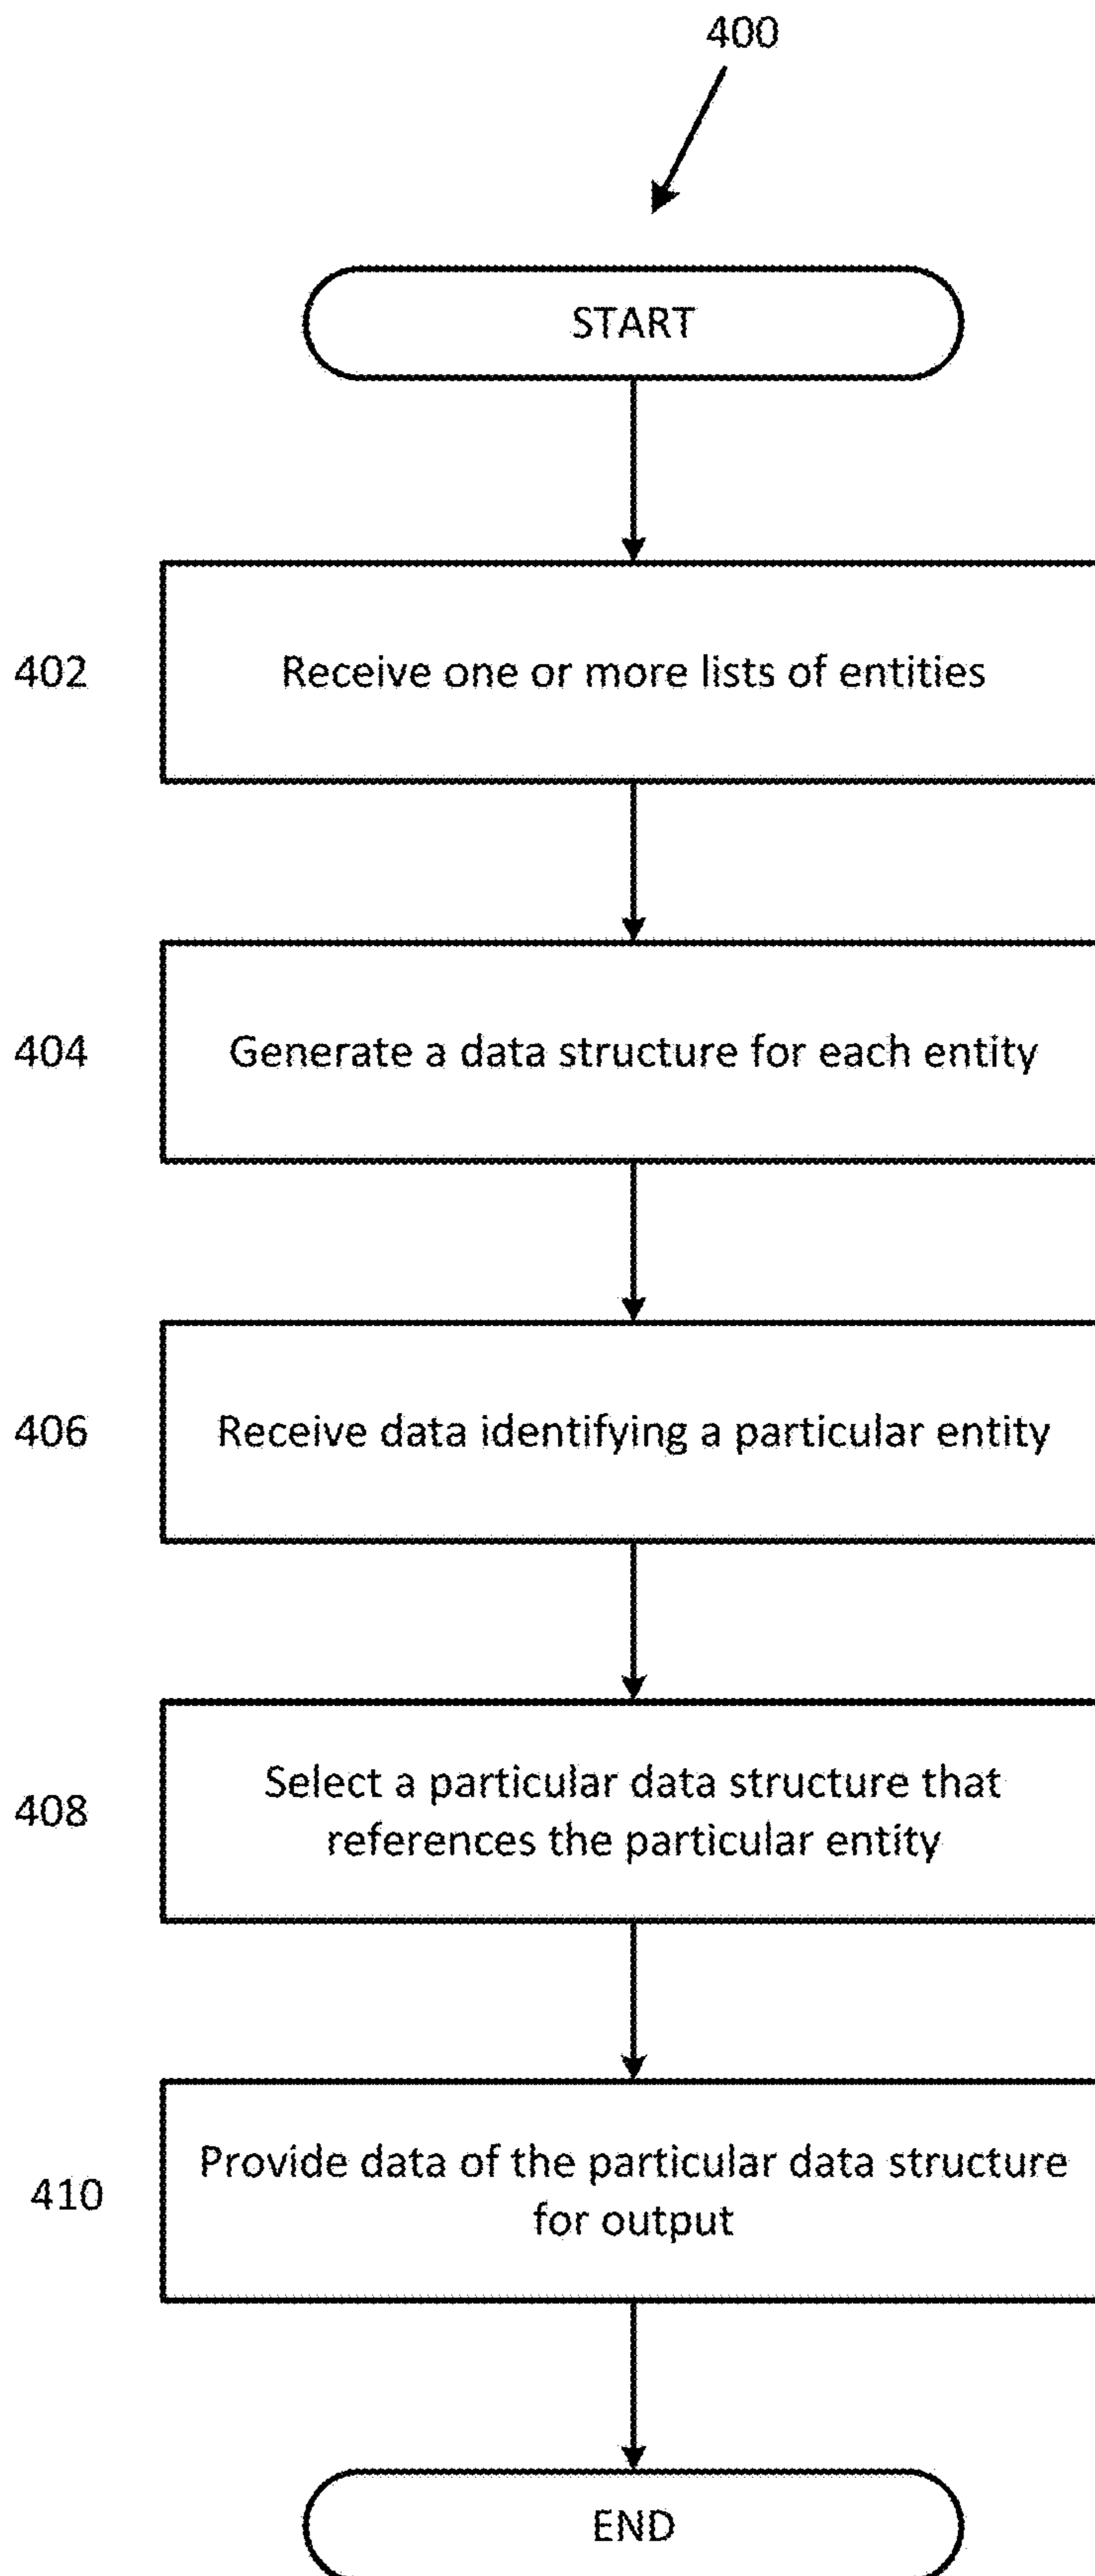 400
START
402
Receive one or more lists of entities
404
Generate a data structure for each entity
406
Receive data identifying a particular entity
408
Select a particular data structure that
references the particular entity
410
Provide data of the particular data structure
for output
END